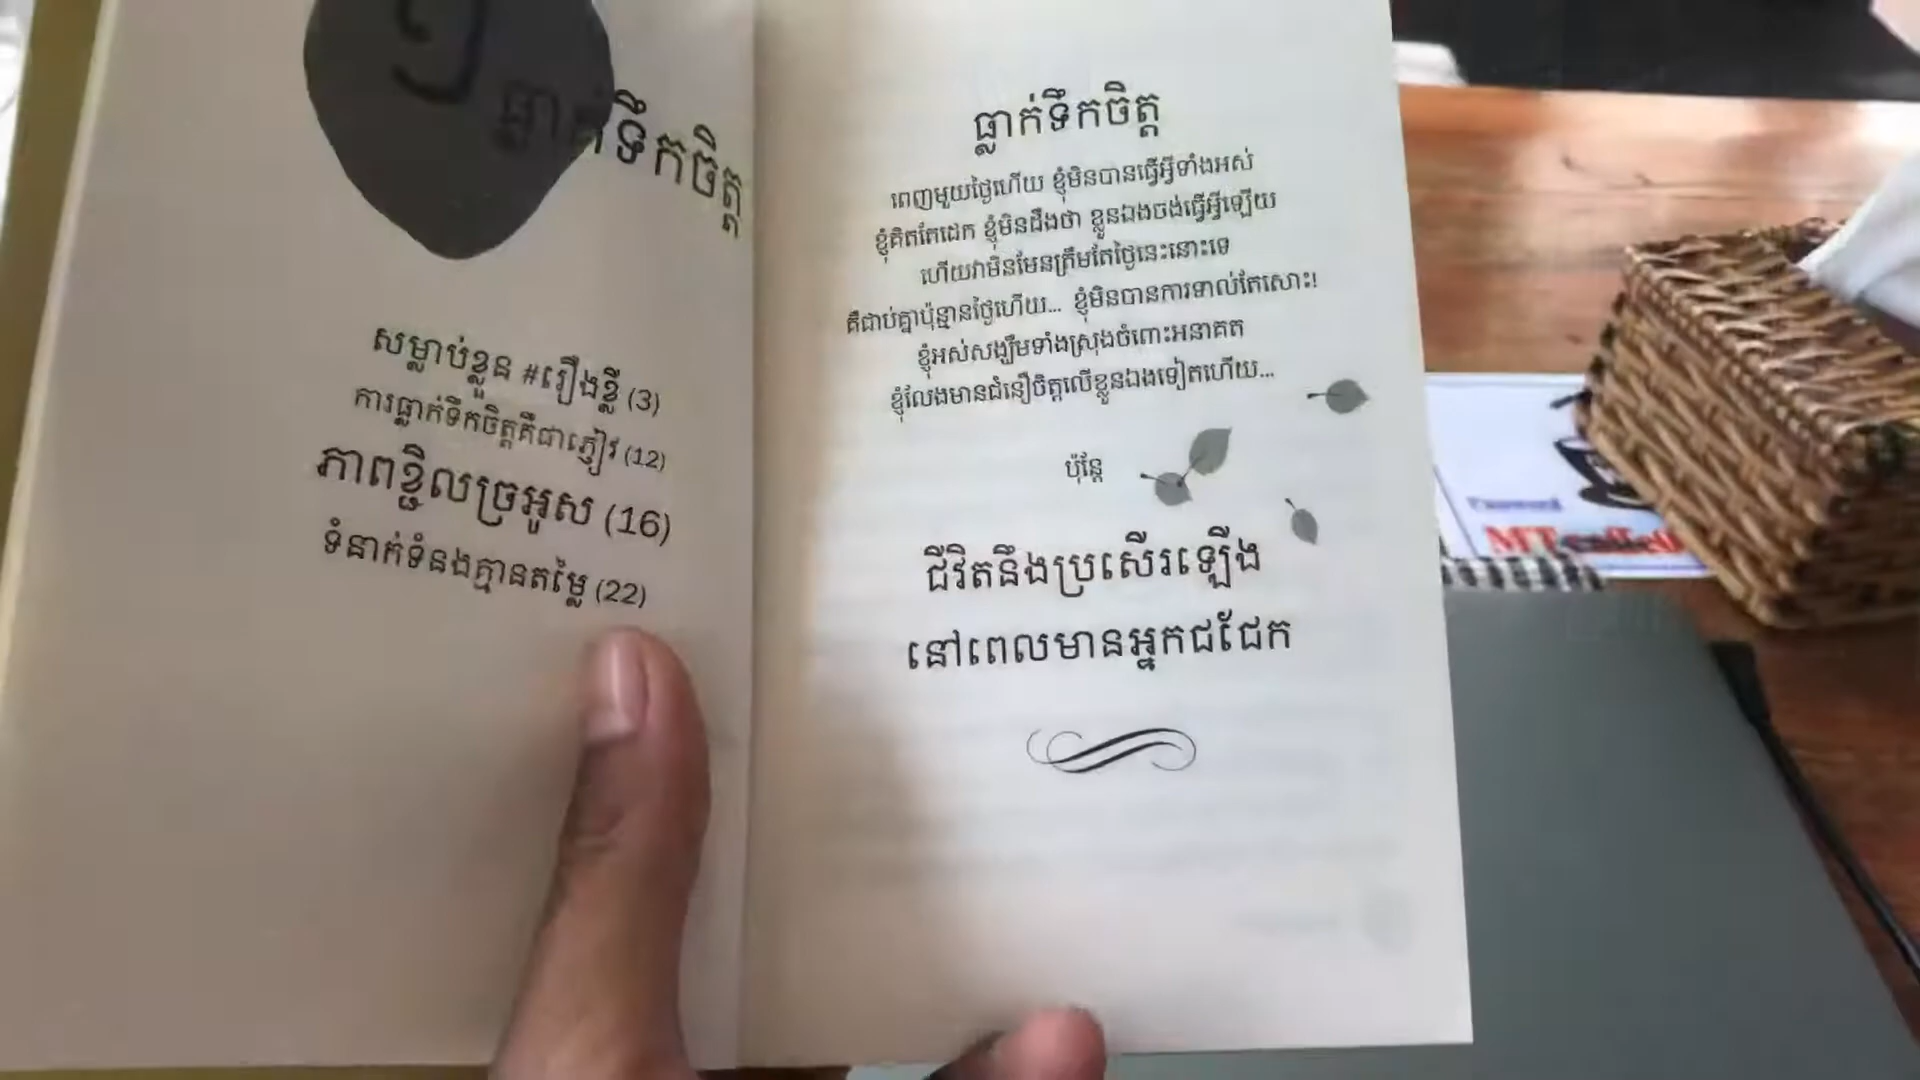 ១
ធ្លាក់ទឹកចិត្ត
សម្លាប់ខ្លួន #រឿងខ្លី (3)
ការធ្លាក់ទឹកចិត្តគឺជាភ្ញៀវ (12)
ភាពខ្ជិលច្រអូស (16)
ទំនាក់ទំនងគ្មានតម្លៃ (22)
ធ្លាក់ទឹកចិត្ត
ពេញមួយថ្ងៃហើយ ខ្ញុំមិនបានធ្វើអ្វីទាំងអស់
ខ្ញុំគិតតែដេក ខ្ញុំមិនដឹងថា ខ្លួនឯងចង់ធ្វើអ្វីឡើយ
ហើយវាមិនមែនត្រឹមតែថ្ងៃនេះនោះទេ
គឺជាប់គ្នាប៉ុន្មានថ្ងៃហើយ... ខ្ញុំមិនបានការទាល់តែសោះ!
ខ្ញុំអស់សង្ឃឹមទាំងស្រុងចំពោះអនាគត
ខ្ញុំលែងមានជំនឿចិត្តលើខ្លួនឯងទៀតហើយ...
ប៉ុន្តែ
ជីវិតនឹងប្រសើរឡើង
នៅពេលមានអ្នកជជែក
Password